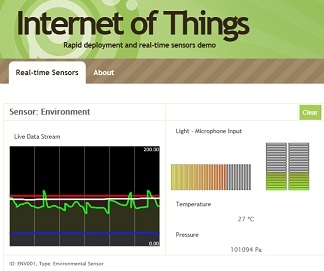 Internet of Things
Rapid deployment and real-time sensors demo
Real-time Sensors
About
Sensor: Environment
Clear
Live Data Stream
Light - Microphone Input
200.00
0.00
Temperature
27 °C
Pressure
101094 Pa
ID: ENV001, Type: Environmental Sensor